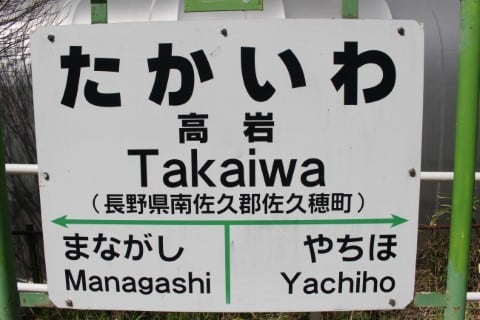 たかいわ
高岩
Takaiwa
(長野県南佐久郡佐久穂町)
まながし やちほ
Managashi Yachiho